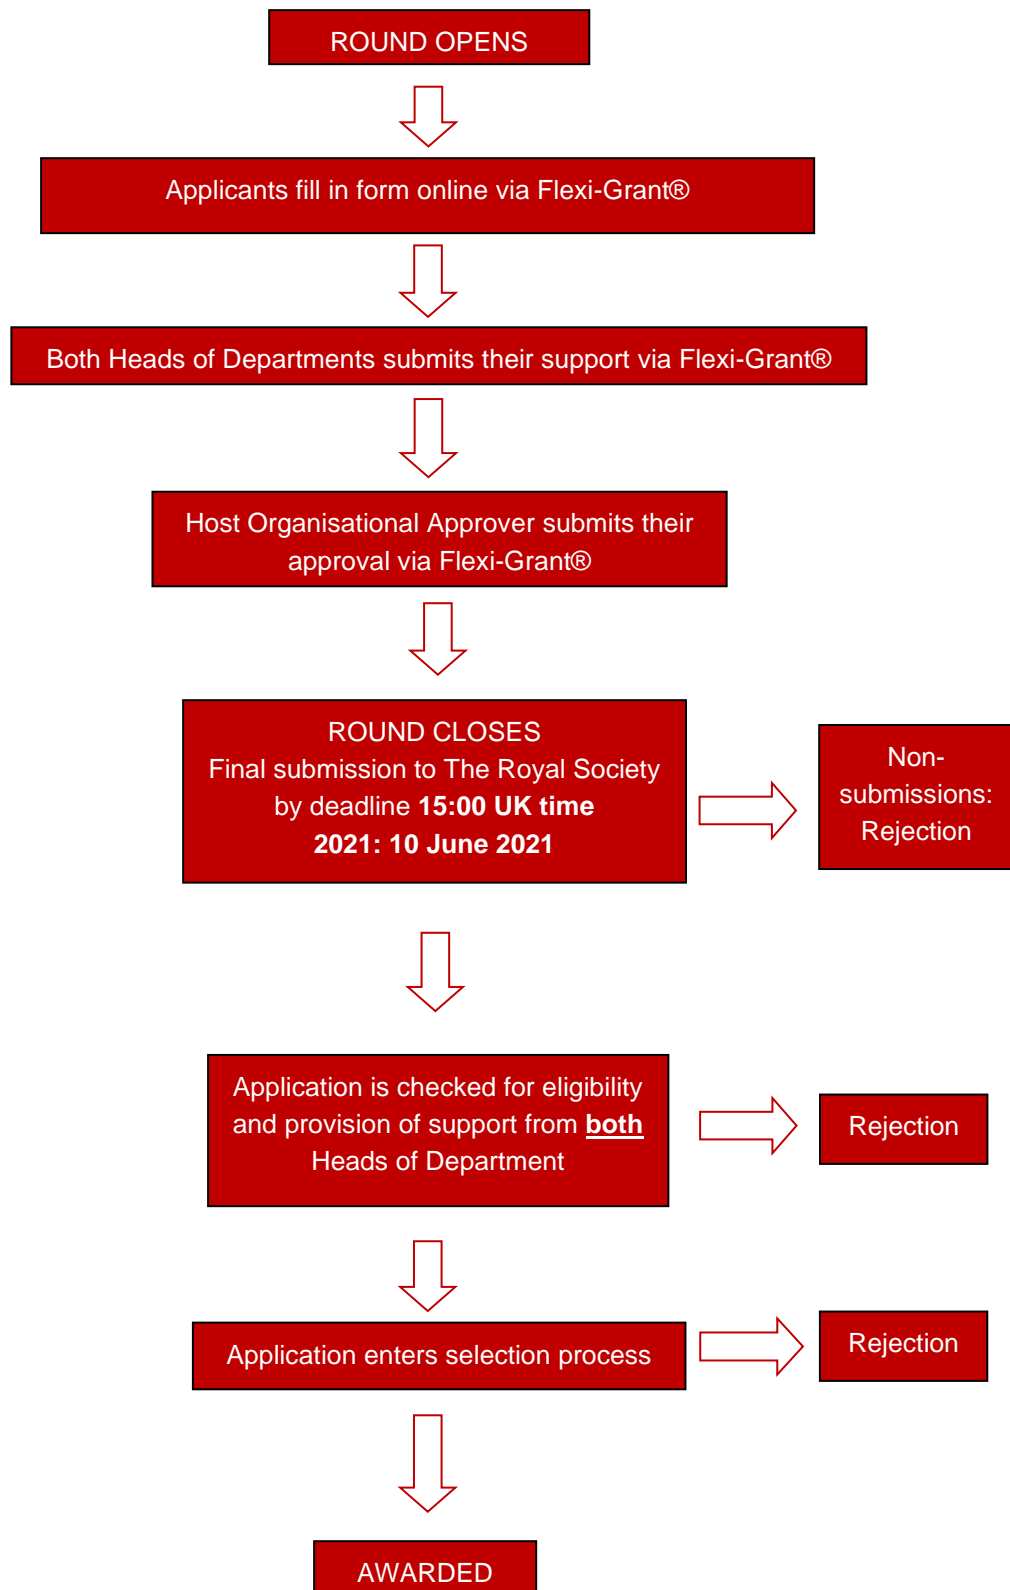 ROUND OPENS
Applicants fill in form online via Flexi-Grant®
Both Heads of Departments submits their support via Flexi-Grant®
Host Organisational Approver submits their
approval via Flexi-Grant®
ROUND CLOSES
Final submission to The Royal Society
by deadline 15:00 UK time
2021: 10 June 2021
Non-
submissions:
Rejection
Application is checked for eligibility
and provision of support from both
Heads of Department
Rejection
Application enters selection process
Rejection
AWARDED